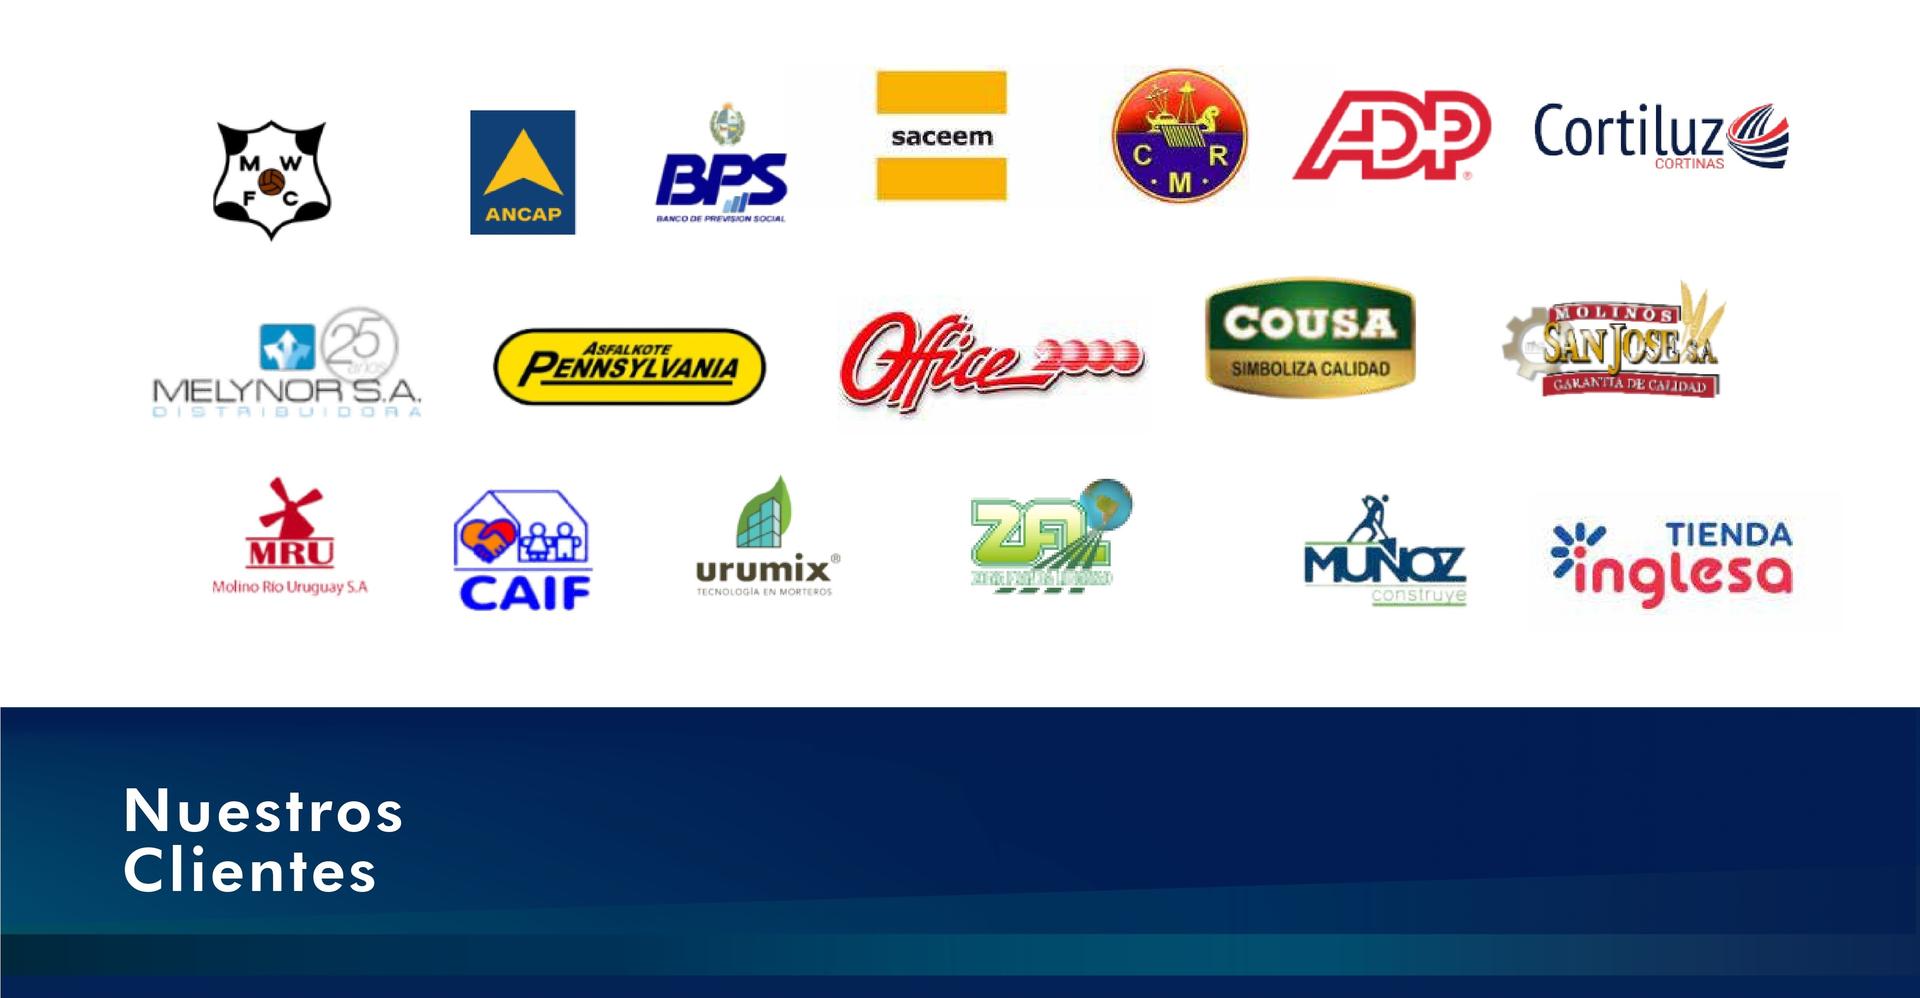 M W
F C
ANCAP
BPS
BANCO DE PREVISION SOCIAL
saceem
C R
· M ·
ADP®
Cortiluz
CORTINAS
25
años
MELYNOR S.A.
DISTRIBUIDORA
ASFALKOTE
PENNSYLVANIA
Office 2000
COUSA
SIMBOLIZA CALIDAD
MOLINOS
SAN JOSE S.A.
GARANTIA DE CALIDAD
MRU
Molino Río Uruguay S.A
CAIF
urumix®
TECNOLOGÍA EN MORTEROS
MUÑOZ
construye
TIENDA
inglesa
Nuestros
Clientes